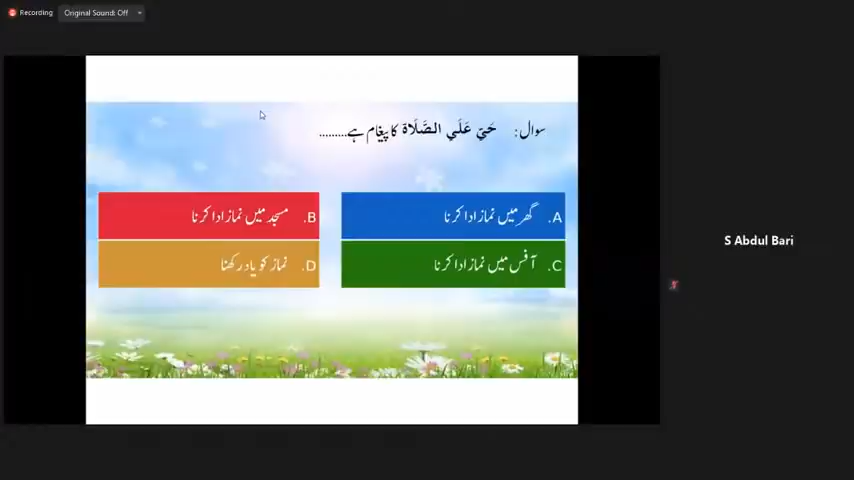 Recording
Original Sound: Off
سوال: حَيّ عَلَي الصَّلَاة کا پیغام ہے.........
A. گھر میں نماز ادا کرنا
B. مسجد میں نماز ادا کرنا
C. آفس میں نماز ادا کرنا
D. نماز کو یاد رکھنا
S Abdul Bari